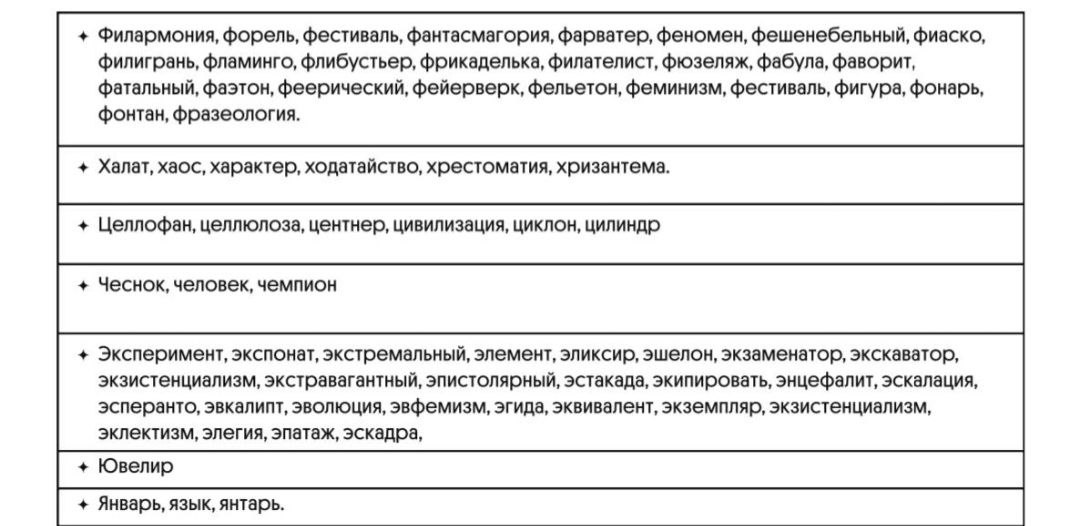 ✦ Филармония, форель, фестиваль, фантасмагория, фарватер, феномен, фешенебельный, фиаско,
филигрань, фламинго, флибустьер, фрикаделька, филателист, фюзеляж, фабула, фаворит,
фатальный, фаэтон, феерический, фейерверк, фельетон, феминизм, фестиваль, фигура, фонарь,
фонтан, фразеология.
✦ Халат, хаос, характер, ходатайство, хрестоматия, хризантема.
✦ Целлофан, целлюлоза, центнер, цивилизация, циклон, цилиндр
✦ Чеснок, человек, чемпион
✦ Эксперимент, экспонат, экстремальный, элемент, эликсир, эшелон, экзаменатор, экскаватор,
экзистенциализм, экстравагантный, эпистолярный, эстакада, экипировать, энцефалит, эскалация,
эсперанто, эвкалипт, эволюция, эвфемизм, эгида, эквивалент, экземпляр, экзистенциализм,
эклектизм, элегия, эпатаж, эскадра,
✦ Ювелир
✦ Январь, язык, янтарь.